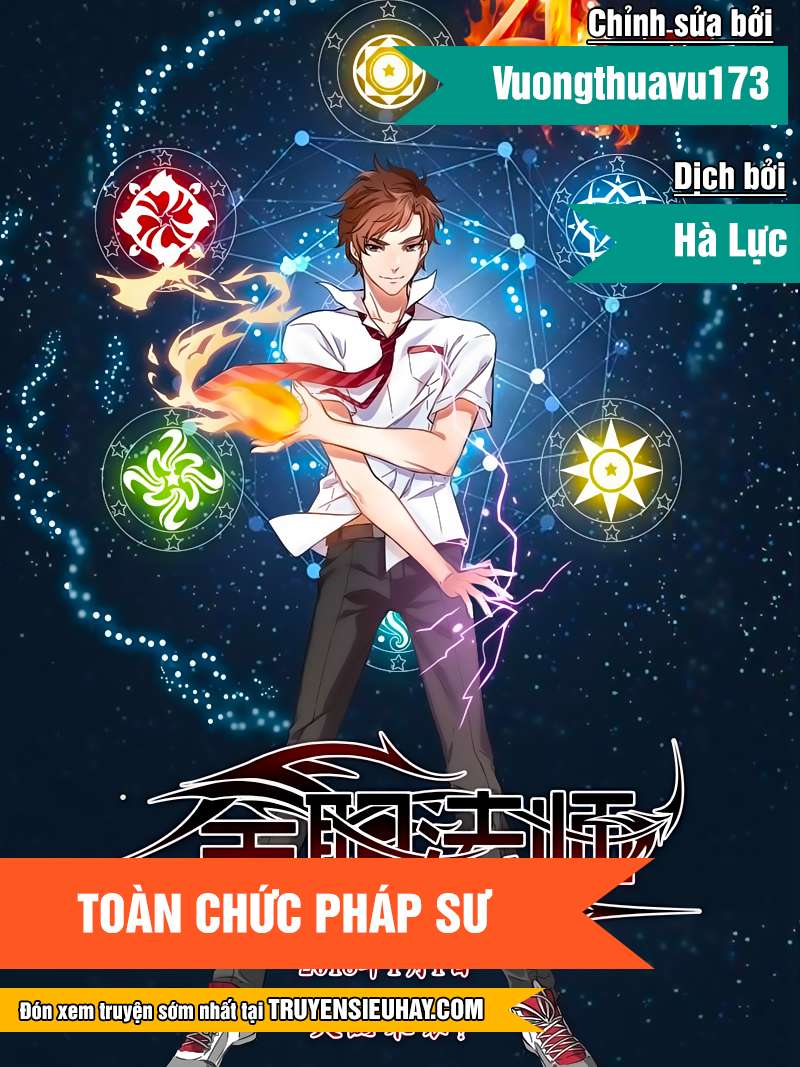 Chỉnh sửa bởi
Vuongthuavu173
Dịch bởi
Hà Lực
全职法师
TOÀN CHỨC PHÁP SƯ
Đón xem truyện sớm nhất tại TRUYENSIEUHAY.COM